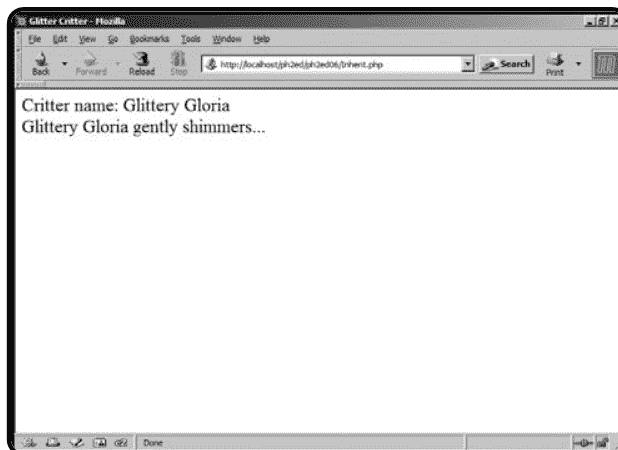 Glitter Critter - Mozilla
File Edit View Go Bookmarks Tools Window Help
Back Forward Reload Stop http://localhost/ph2ed/ph2ed06/Inherit.php Search Print
Critter name: Glittery Gloria
Glittery Gloria gently shimmers...
Done